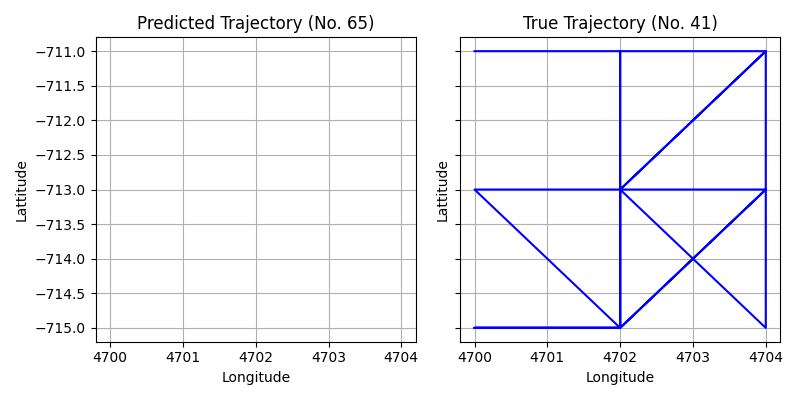 Predicted Trajectory (No. 65)
−711.0
−711.5
−712.0
−712.5
−713.0
−713.5
−714.0
−714.5
−715.0
Lattitude
4700 4701 4702 4703 4704
Longitude
True Trajectory (No. 41)
Lattitude
4700 4701 4702 4703 4704
Longitude